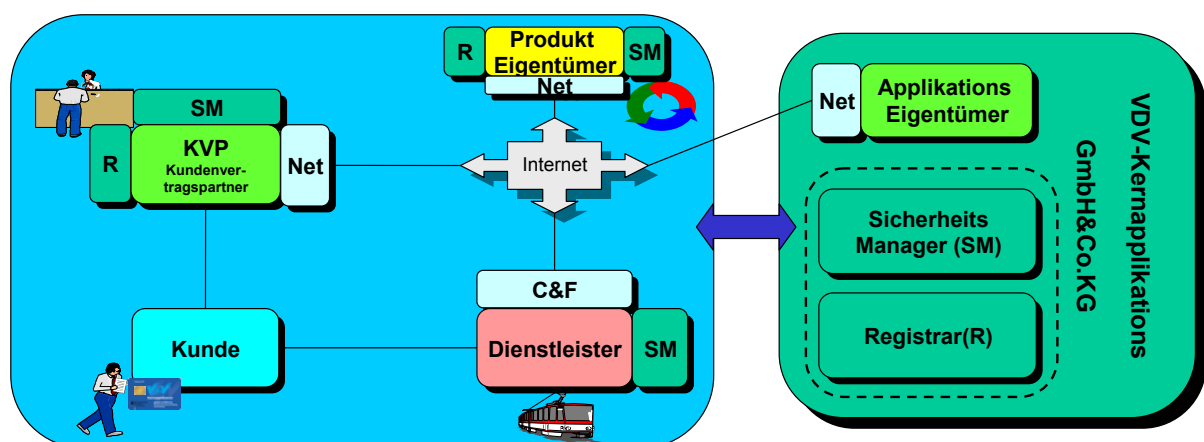 R
Produkt
Eigentümer
SM
Net
SM
R
KVP
Kundenver-
tragspartner
Net
Internet
C&F
Kunde
Dienstleister
SM
Net
Applikations
Eigentümer
Sicherheits
Manager (SM)
Registrar(R)
VDV-Kernapplikations
GmbH&Co.KG